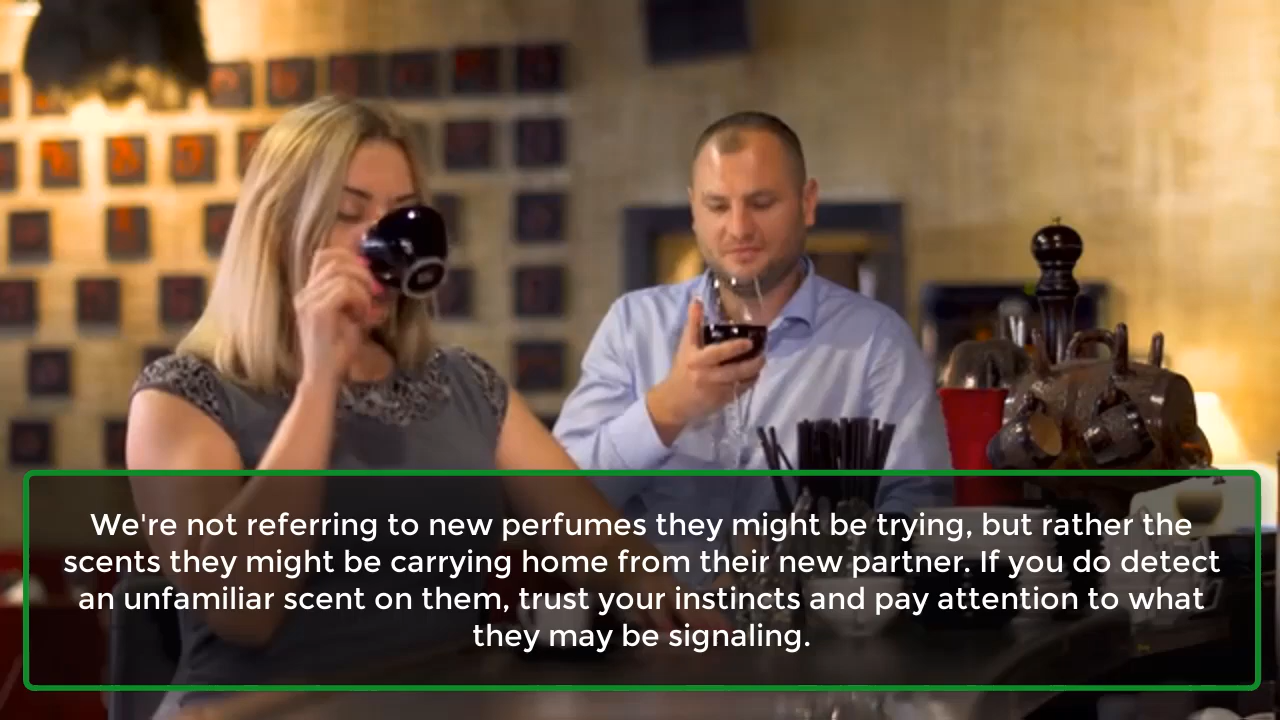 We're not referring to new perfumes they might be trying, but rather the
scents they might be carrying home from their new partner. If you do detect
an unfamiliar scent on them, trust your instincts and pay attention to what
they may be signaling.